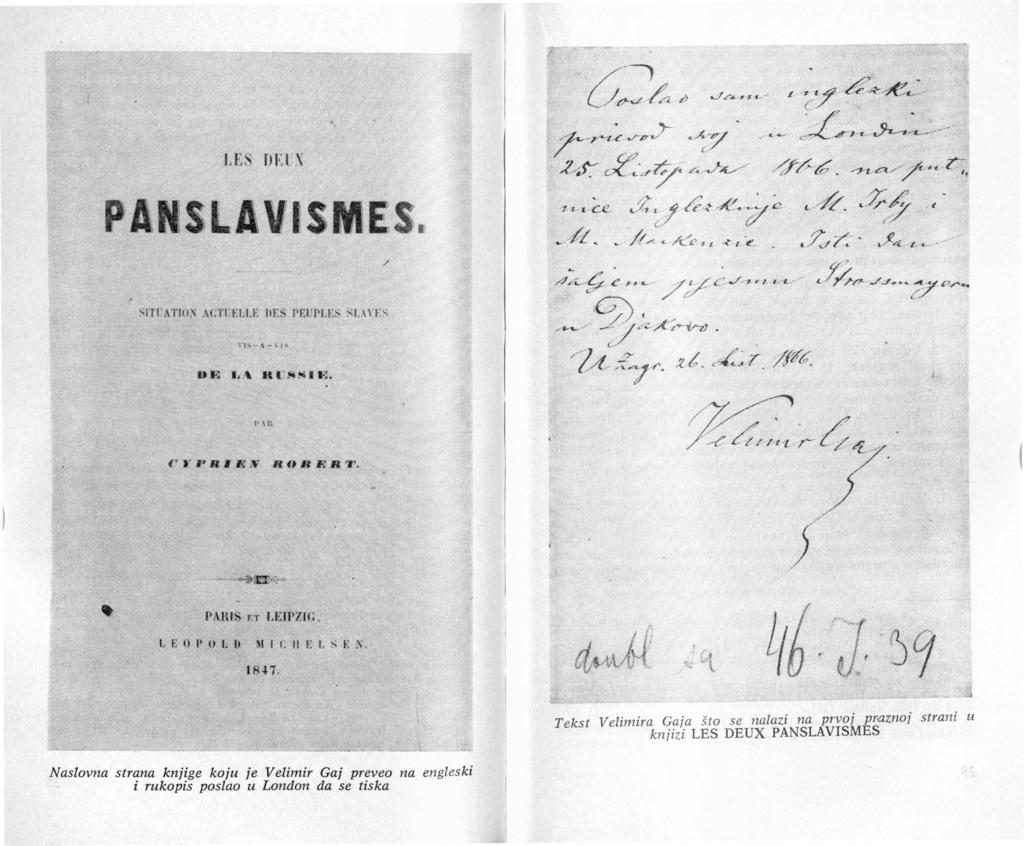 LES DEUX
PANSLAVISMES.
SITUATION ACTUELLE DES PEUPLES SLAVES
VIS-A-VIS
DE LA RUSSIE.
PAR
CYPRIEN ROBERT.
PARIS ET LEIPZIG.
LEOPOLD MICHELSEN.
1847.
Naslovna strana knjige koju je Velimir Gaj preveo na engleski
i rukopis poslao u London da se tiska
Poslao sam inglezki
prievod svoj u London
25. Listopada 1866. na put„
nice Inglezkinje M. Irby i
M. Mackenzie. Isti dan
šaljem pjesmu Strossmayeru
u Djakovo.
U Zagr. 26. List. 1866.
Velimir Gaj.
doubl sa 46. J. 39
Tekst Velimira Gaja što se nalazi na prvoj praznoj strani u
knjizi LES DEUX PANSLAVISMES